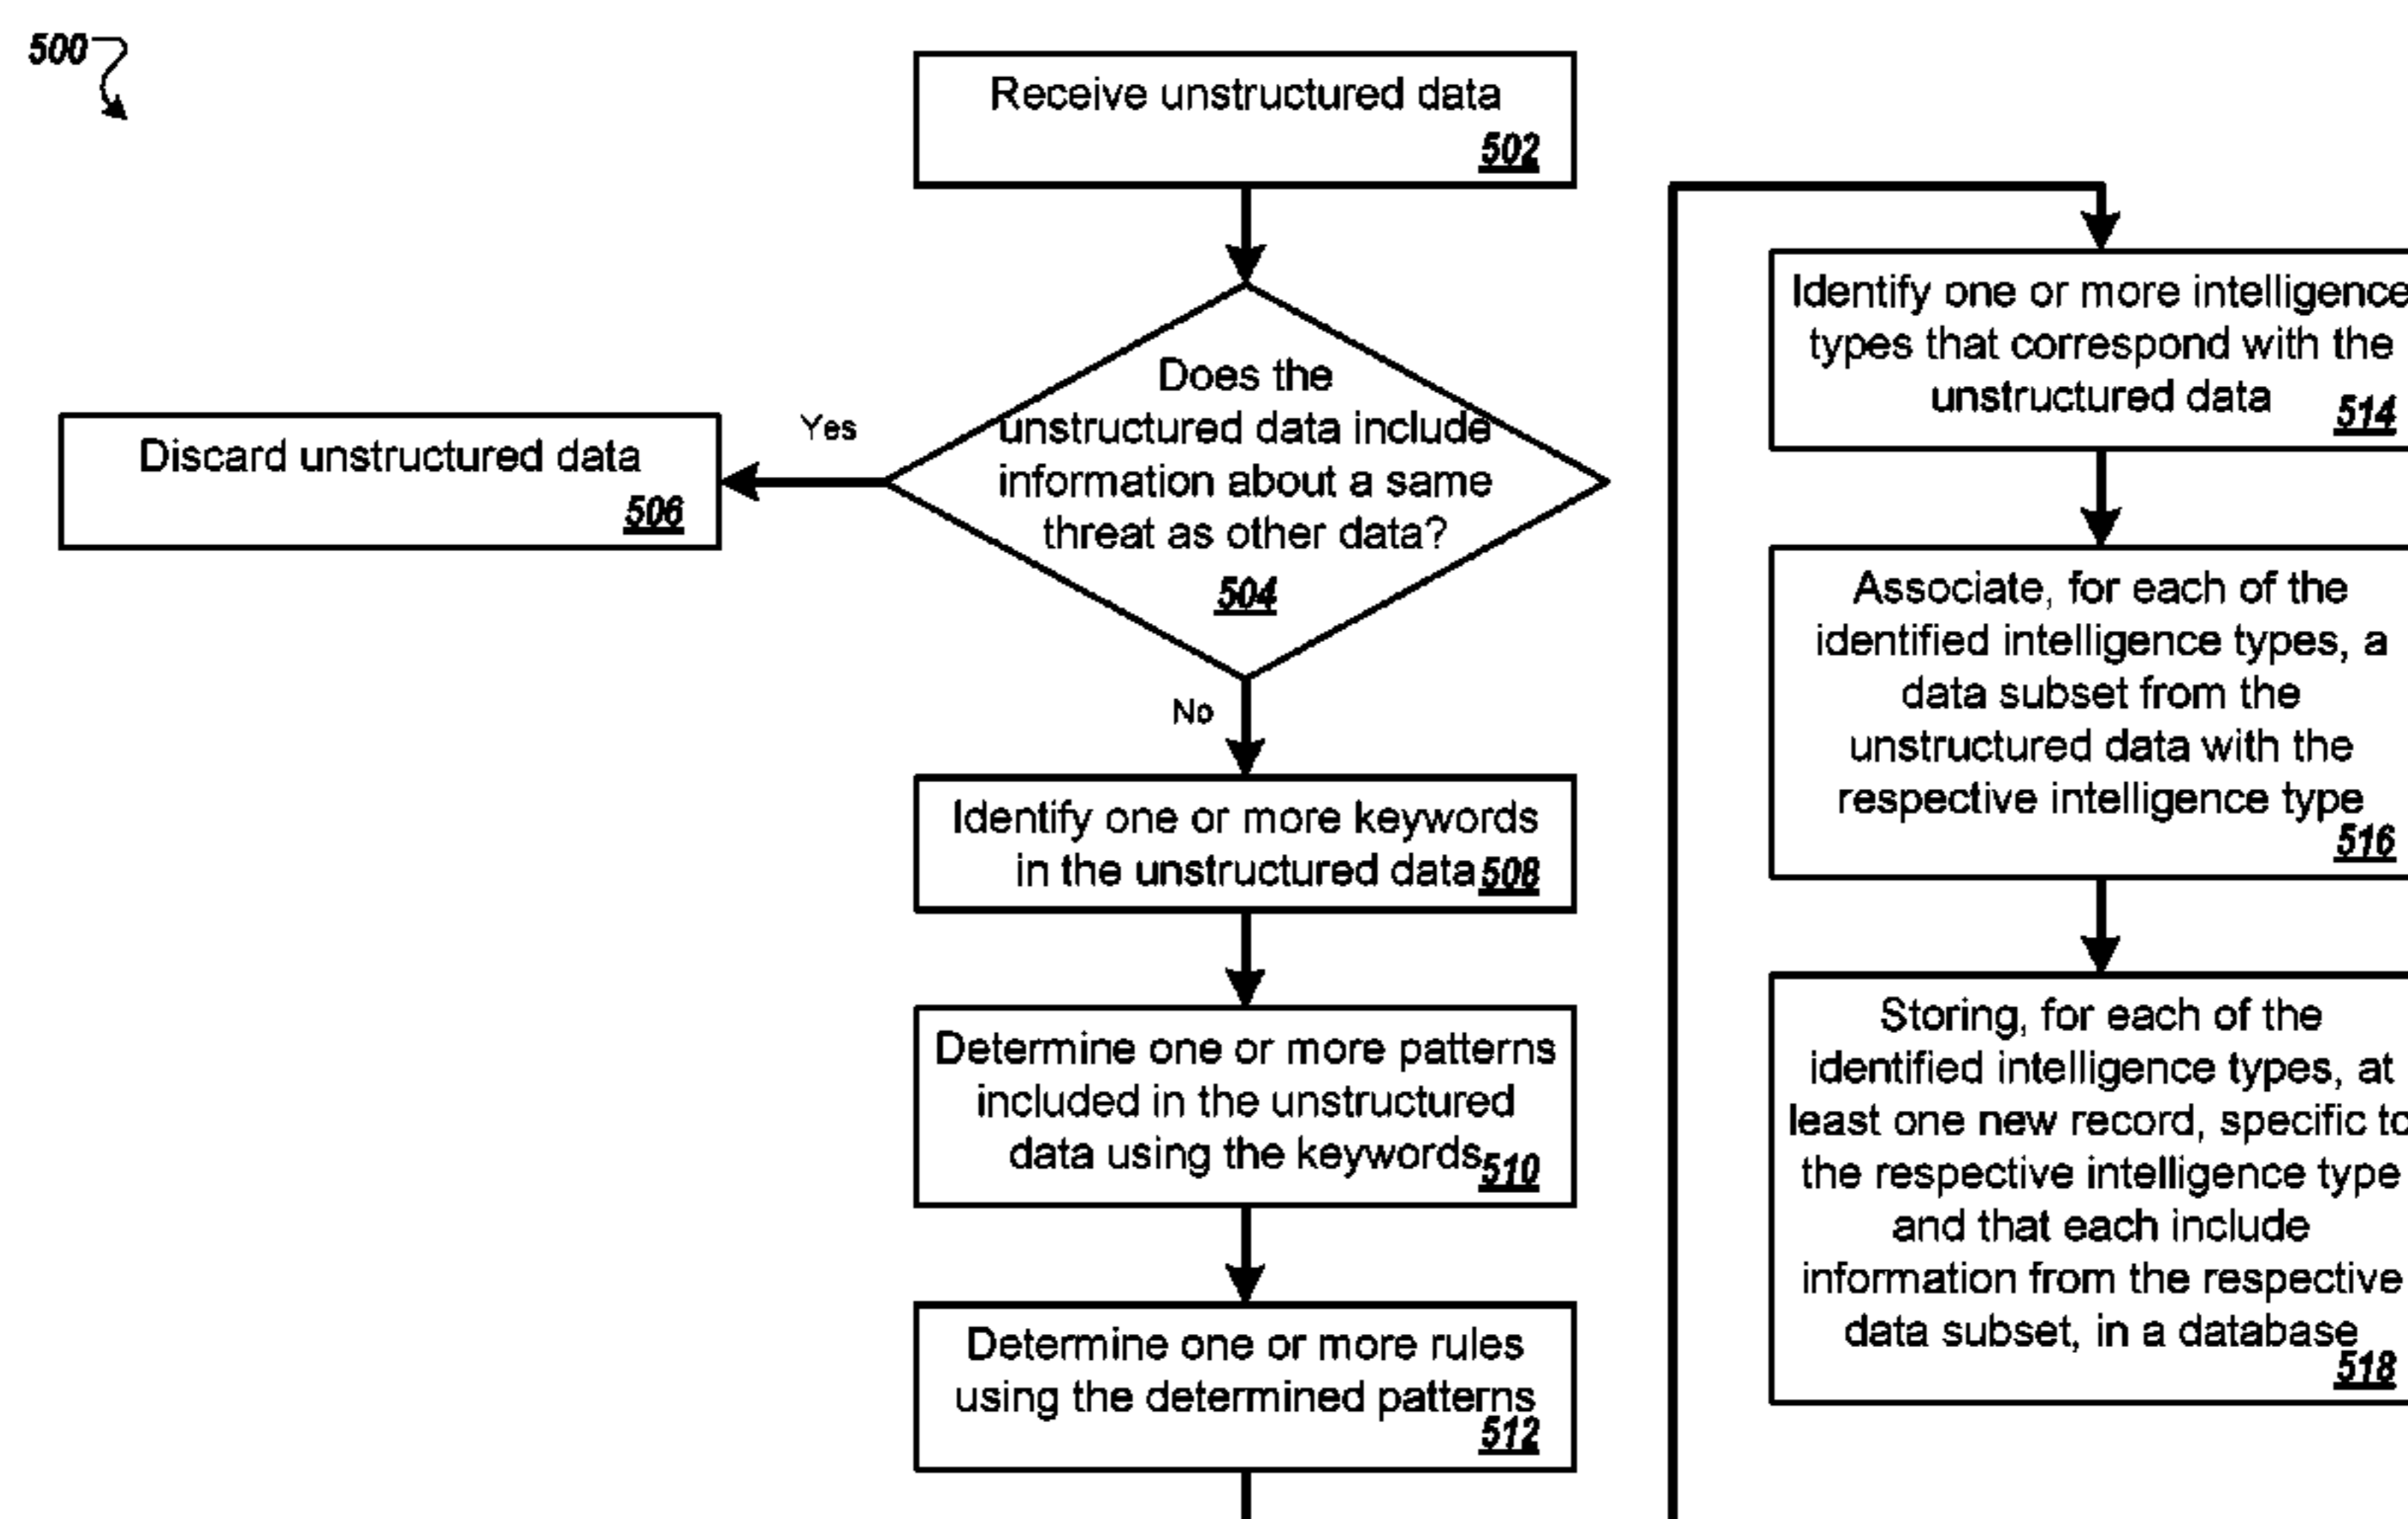 500
Receive unstructured data
502
Does the
unstructured data include
information about a same
threat as other data?
504
Yes
Discard unstructured data
506
No
Identify one or more keywords
in the unstructured data 508
Determine one or more patterns
included in the unstructured
data using the keywords 510
Determine one or more rules
using the determined patterns
512
Identify one or more intelligence
types that correspond with the
unstructured data 514
Associate, for each of the
identified intelligence types, a
data subset from the
unstructured data with the
respective intelligence type
516
Storing, for each of the
identified intelligence types, at
least one new record, specific to
the respective intelligence type
and that each include
information from the respective
data subset, in a database
518